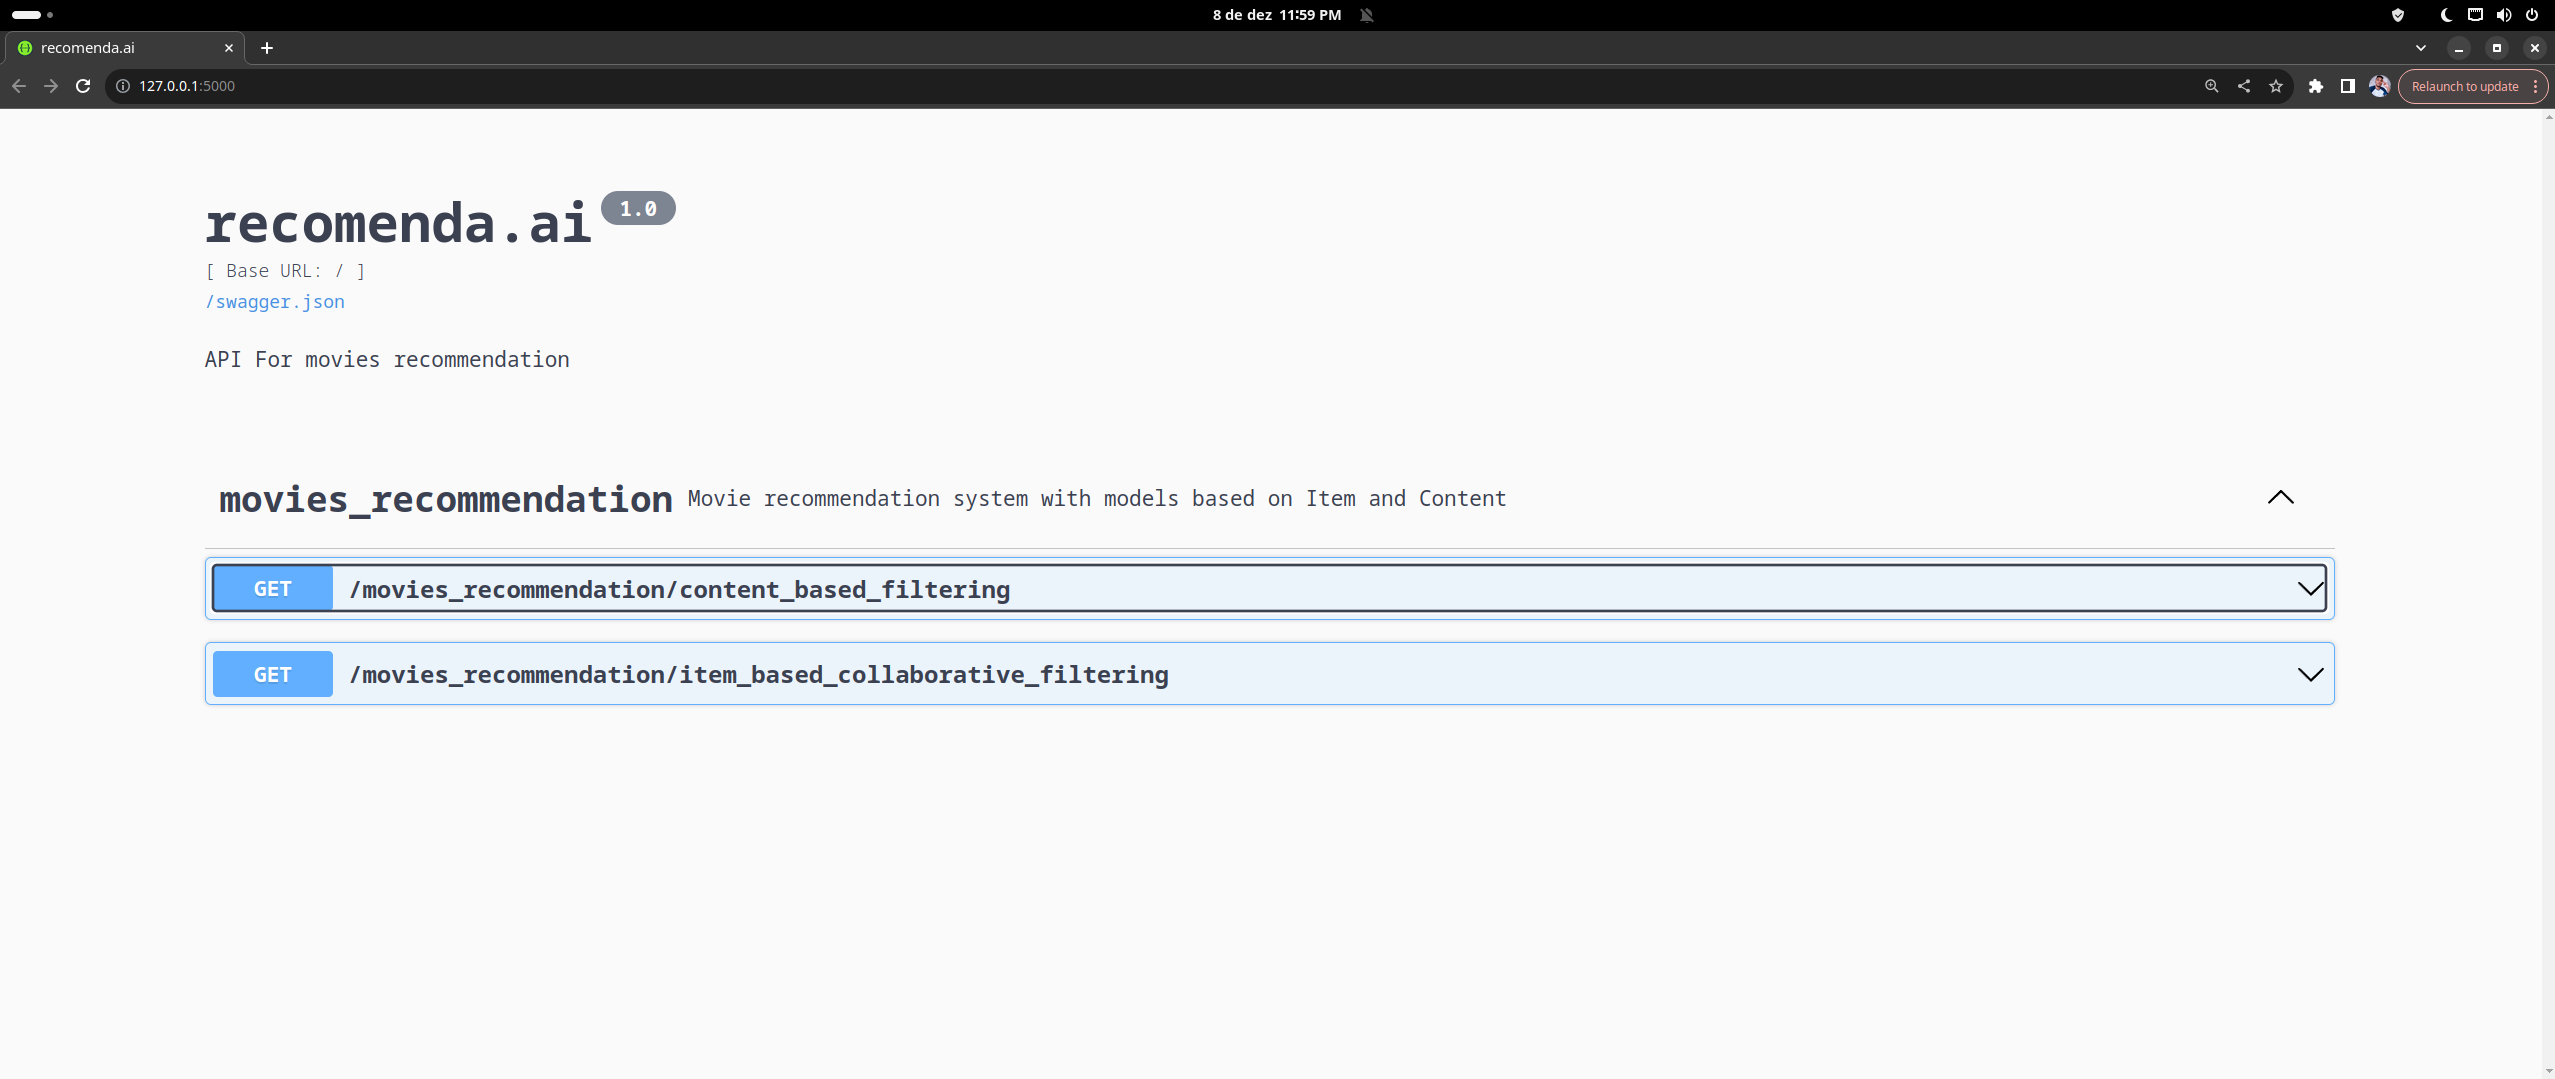 8 de dez 11:59 PM
recomenda.ai
127.0.0.1:5000
Relaunch to update
recomenda.ai 1.0
[ Base URL: / ]
/swagger.json
API For movies recommendation
movies_recommendation Movie recommendation system with models based on Item and Content
GET /movies_recommendation/content_based_filtering
GET /movies_recommendation/item_based_collaborative_filtering